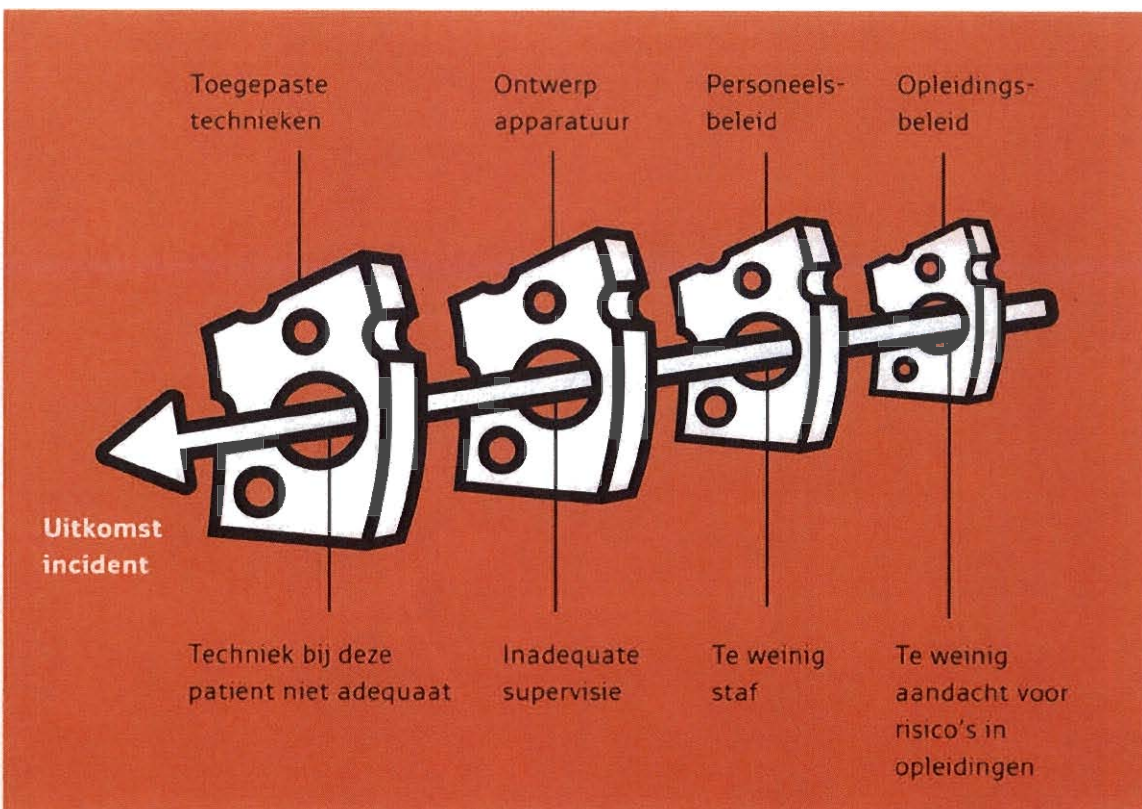 Toegepaste
technieken
Ontwerp
apparatuur
Personeels-
beleid
Opleidings-
beleid
Uitkomst
incident
Techniek bij deze
patiënt niet adequaat
Inadequate
supervisie
Te weinig
staf
Te weinig
aandacht voor
risico's in
opleidingen